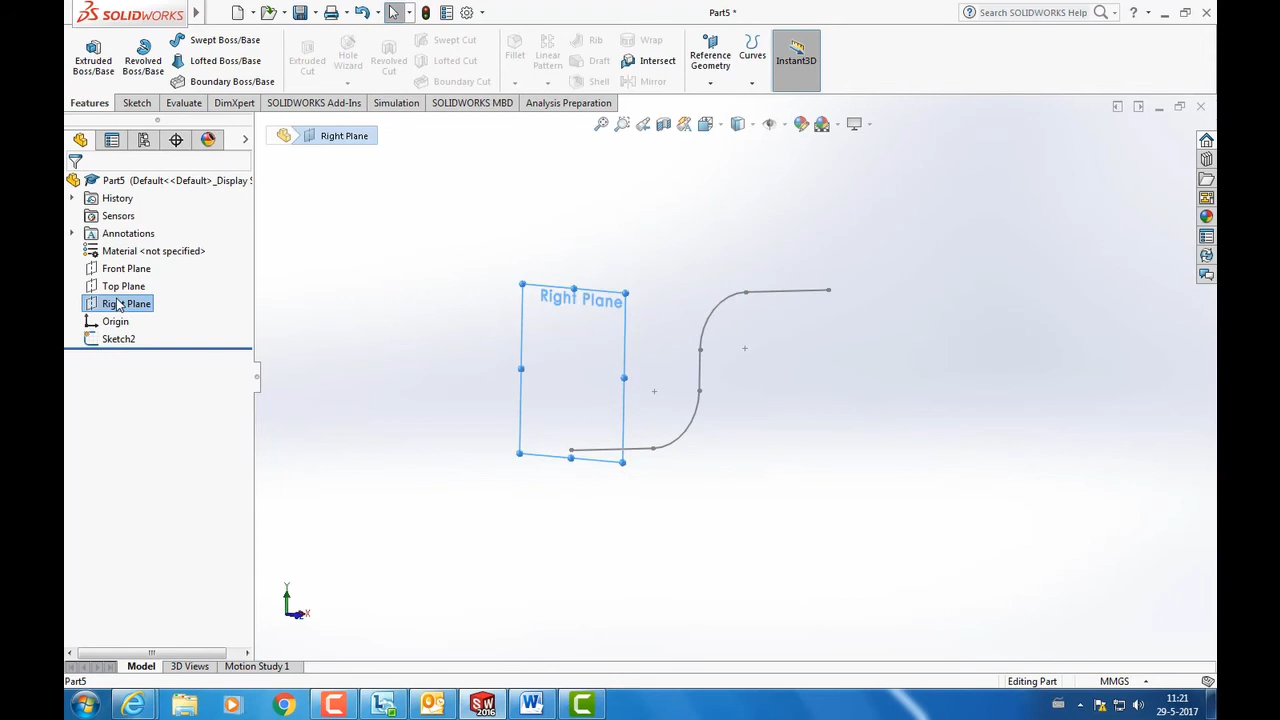 SOLIDWORKS
Part5 *
Search SOLIDWORKS Help
Extruded Boss/Base
Revolved Boss/Base
Swept Boss/Base
Lofted Boss/Base
Boundary Boss/Base
Extruded Cut
Hole Wizard
Revolved Cut
Swept Cut
Lofted Cut
Boundary Cut
Fillet
Linear Pattern
Rib
Draft
Shell
Wrap
Intersect
Mirror
Reference Geometry
Curves
Instant3D
Features
Sketch
Evaluate
DimXpert
SOLIDWORKS Add-Ins
Simulation
SOLIDWORKS MBD
Analysis Preparation
Right Plane
Part5 (Default<<Default>_Display S
History
Sensors
Annotations
Material <not specified>
Front Plane
Top Plane
Right Plane
Origin
Sketch2
Right Plane
Y
X
Model
3D Views
Motion Study 1
Part5
Editing Part
MMGS
SW
2016
W
11:21
29-5-2017